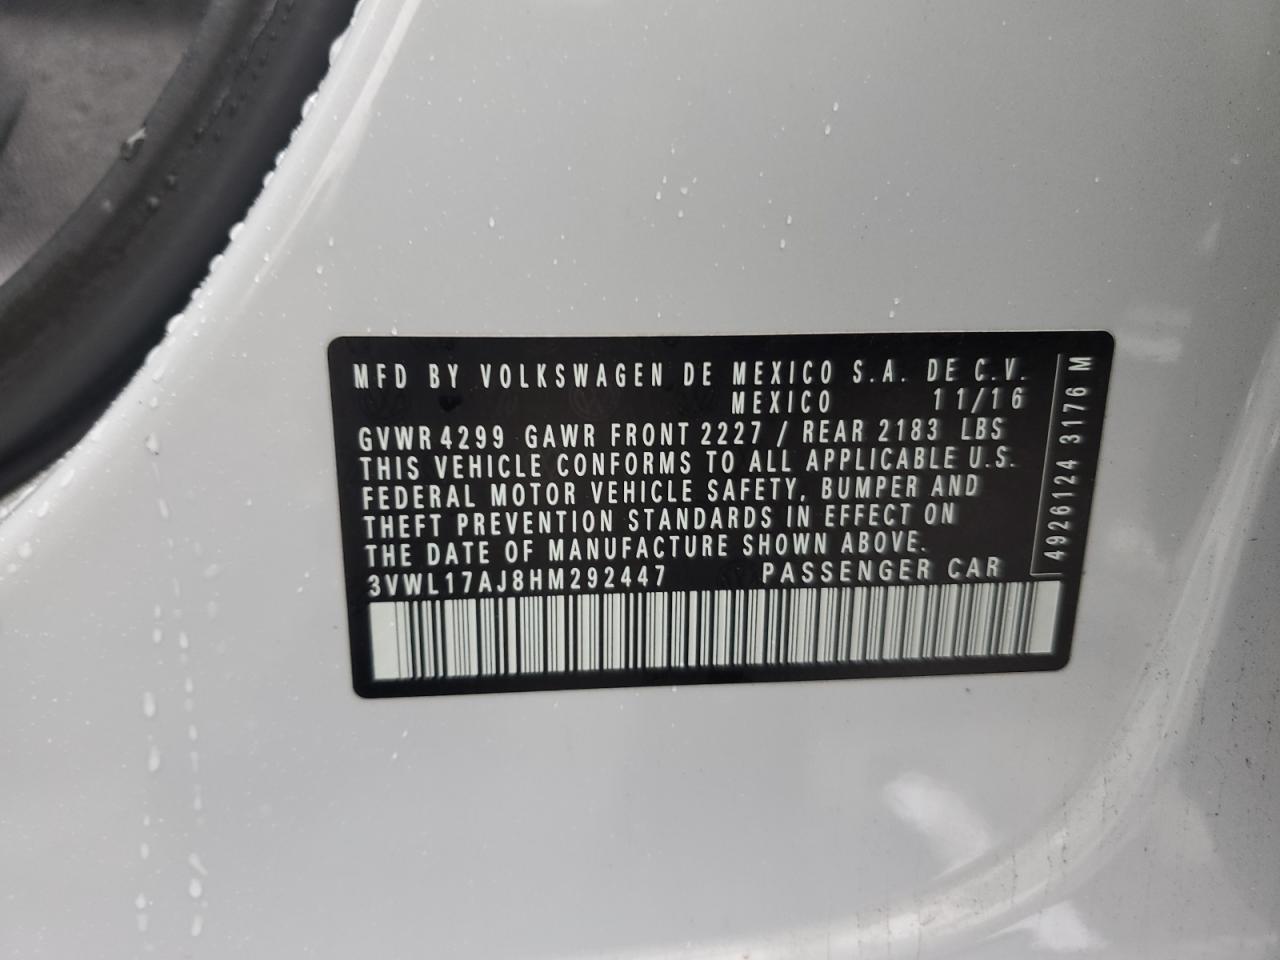 MFD BY VOLKSWAGEN DE MEXICO S.A. DE C.V.
MEXICO 11/16
GVWR 4299 GAWR FRONT 2227 / REAR 2183 LBS
THIS VEHICLE CONFORMS TO ALL APPLICABLE U.S.
FEDERAL MOTOR VEHICLE SAFETY, BUMPER AND
THEFT PREVENTION STANDARDS IN EFFECT ON
THE DATE OF MANUFACTURE SHOWN ABOVE.
3VWL17AJ8HM292447 PASSENGER CAR
4926124 3176 M